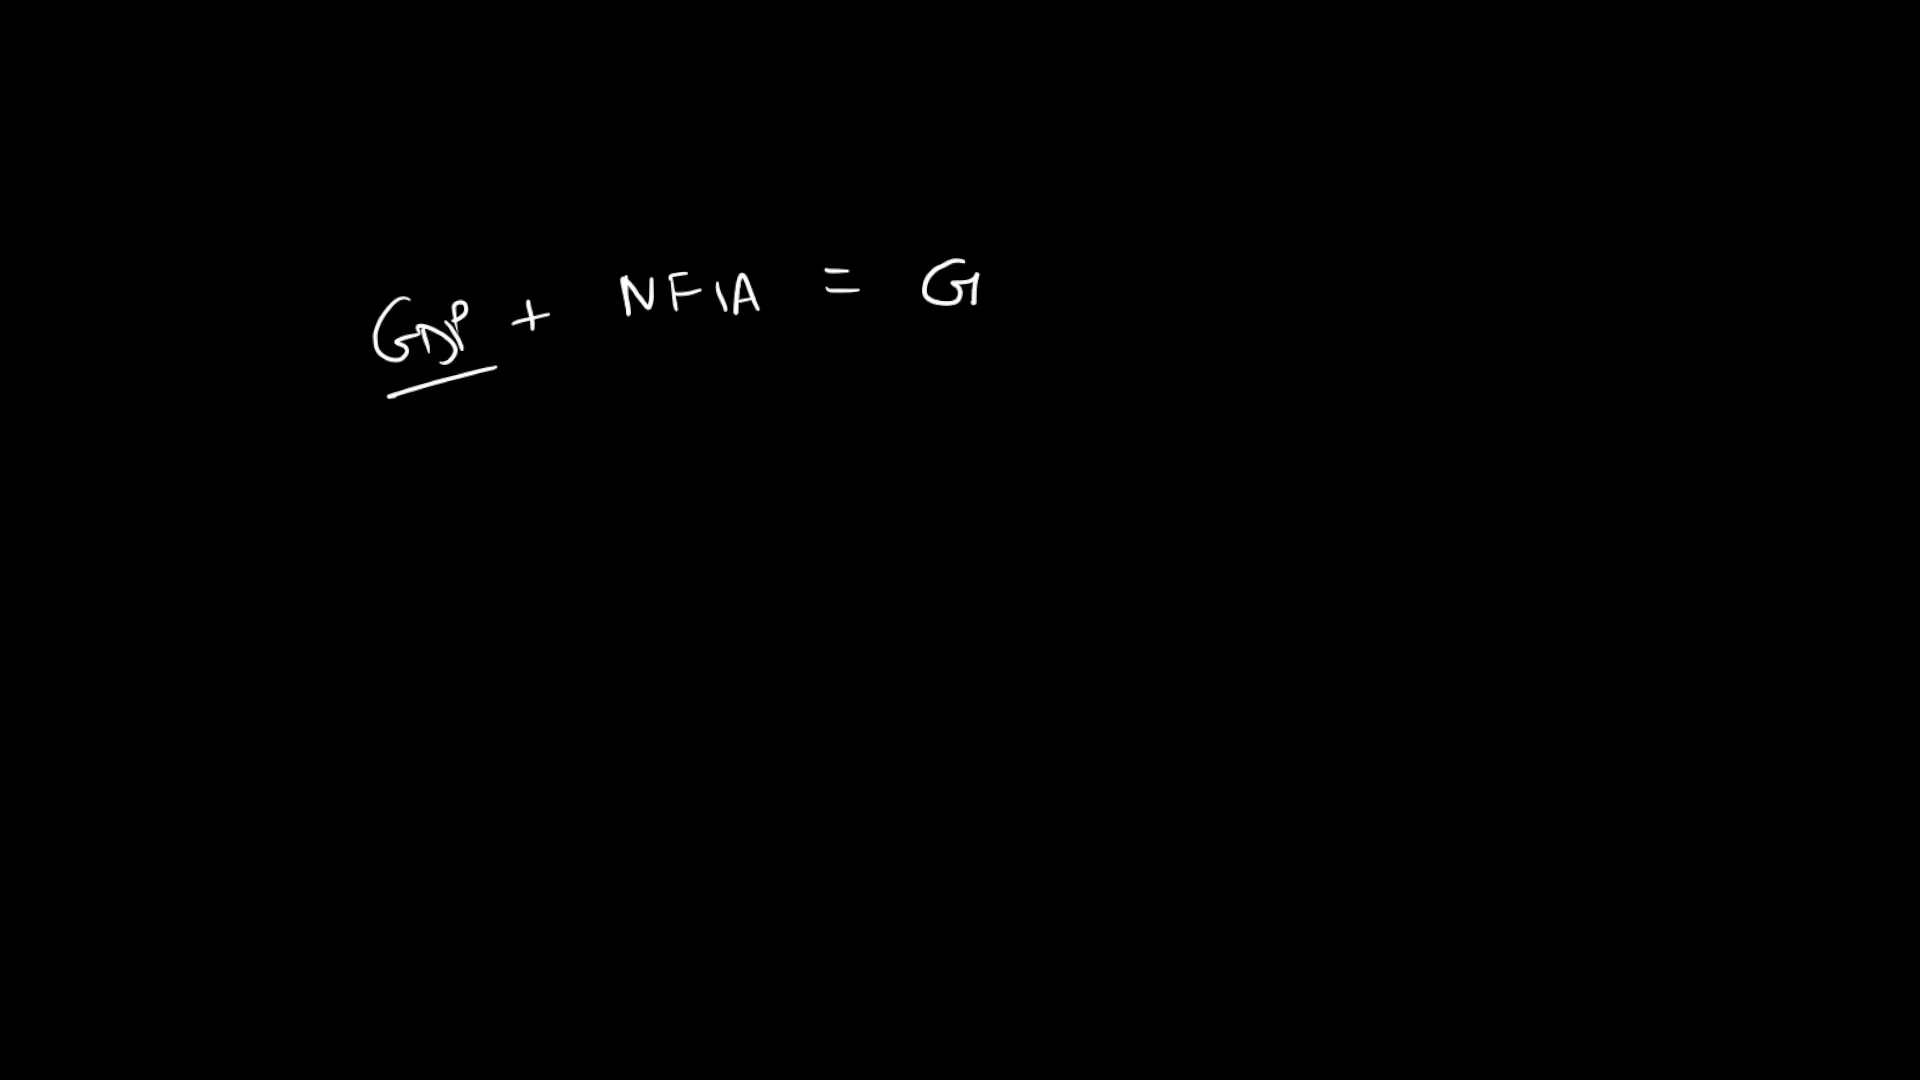 GDP + NFIA = G